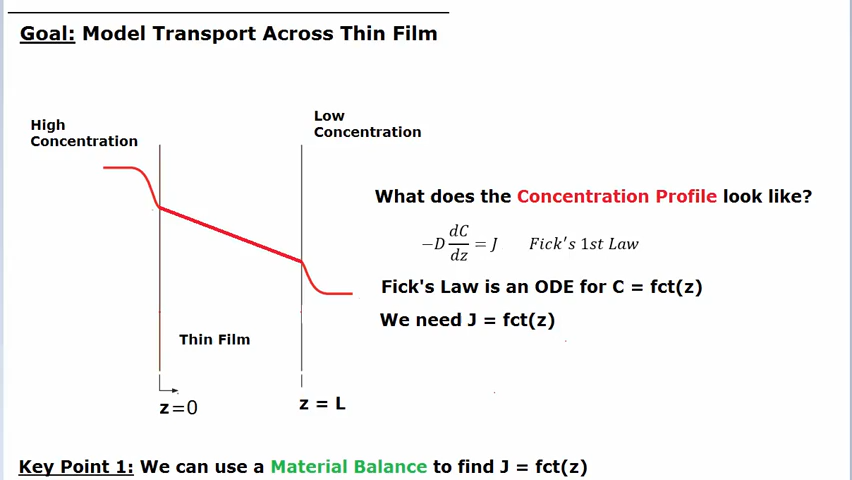 Goal: Model Transport Across Thin Film
High
Concentration
Low
Concentration
What does the Concentration Profile look like?
−D dC/dz = J Fick's 1st Law
Fick's Law is an ODE for C = fct(z)
We need J = fct(z)
Thin Film
z=0
z = L
Key Point 1: We can use a Material Balance to find J = fct(z)